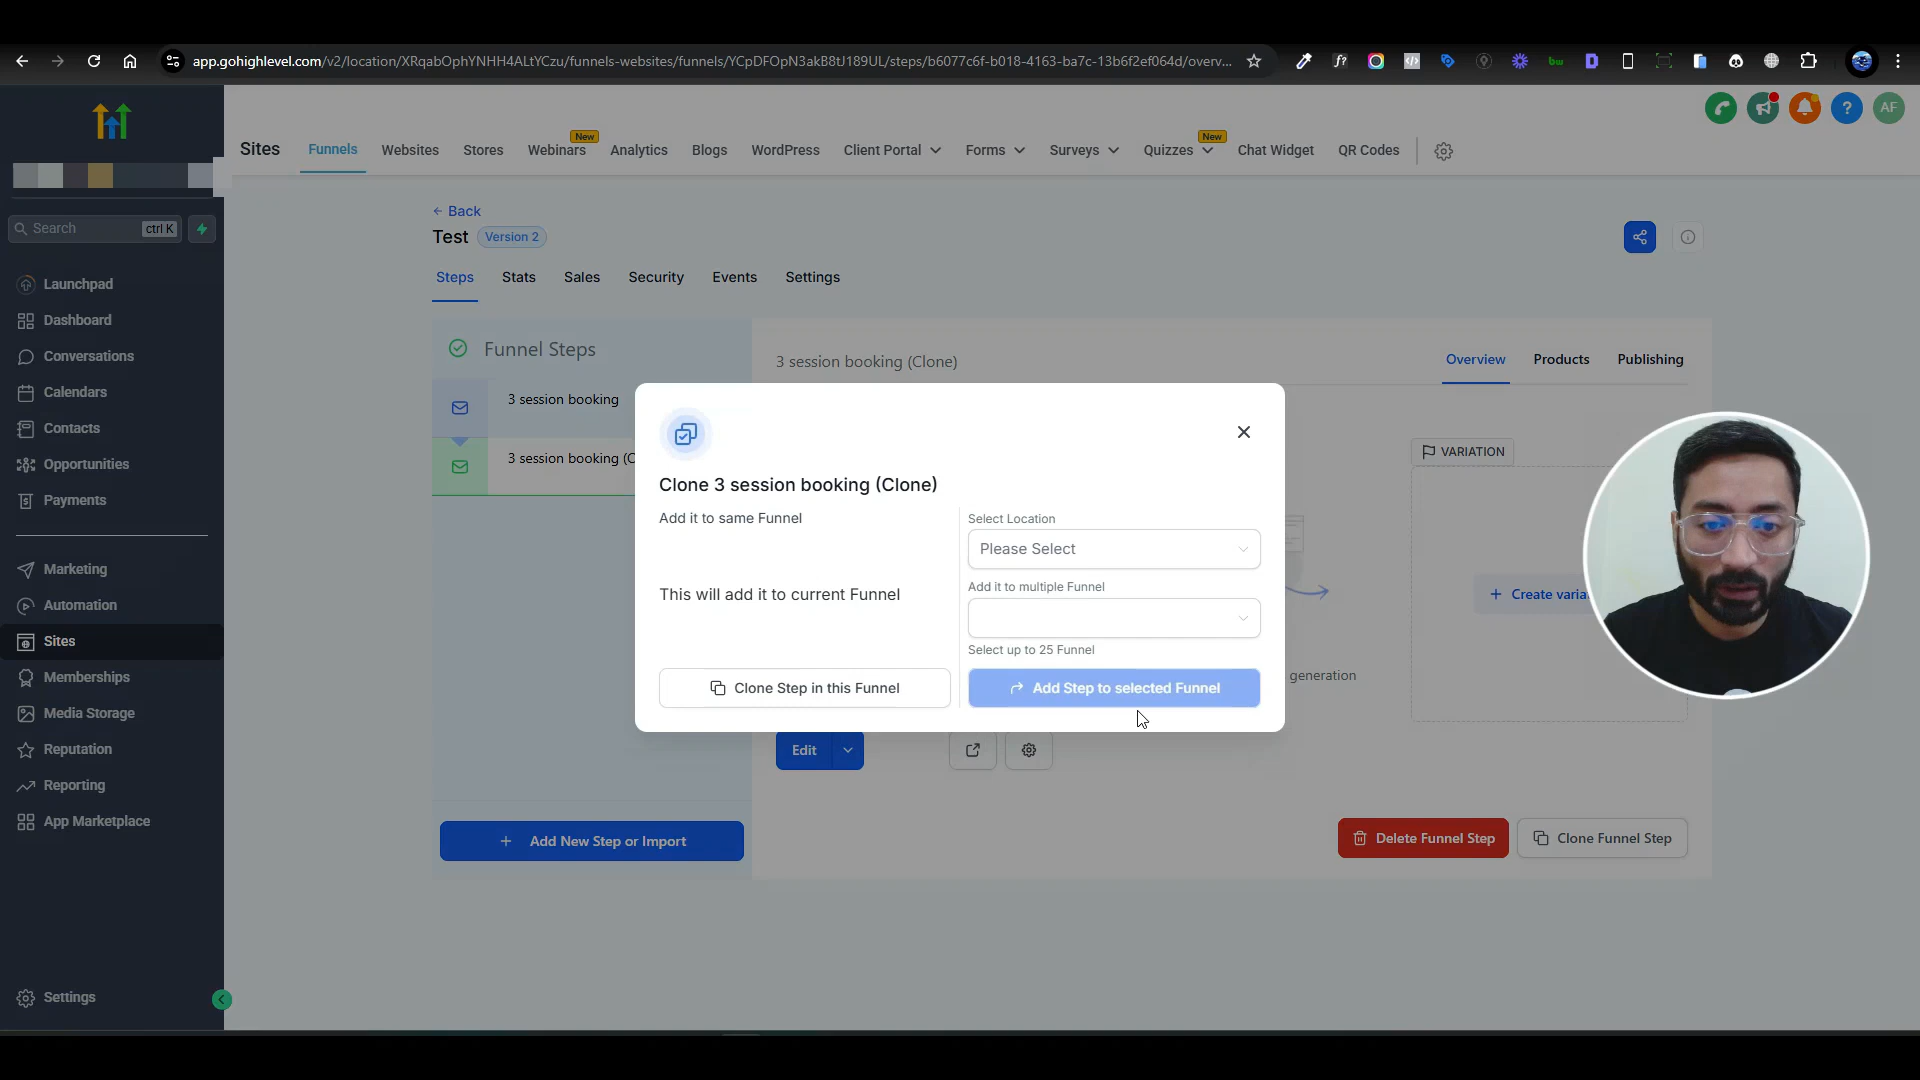 app.gohighlevel.com/v2/location/XRqabOphYNHH4ALtYCzu/funnels-websites/funnels/YCpDFOpN3akB8tJ189UL/steps/b6077c6f-b018-4163-ba7c-13b6f2ef064d/overv...
f?
bw
D
Sites
Funnels
Websites
Stores
Webinars
New
Analytics
Blogs
WordPress
Client Portal
Forms
Surveys
Quizzes
New
Chat Widget
QR Codes
AF
Search
ctrl K
Launchpad
Dashboard
Conversations
Calendars
Contacts
Opportunities
Payments
Marketing
Automation
Sites
Memberships
Media Storage
Reputation
Reporting
App Marketplace
Settings
Back
Test
Version 2
Steps
Stats
Sales
Security
Events
Settings
Funnel Steps
3 session booking
3 session booking (C
Add New Step or Import
3 session booking (Clone)
Overview
Products
Publishing
VARIATION
Create varia
generation
Clone 3 session booking (Clone)
Add it to same Funnel
This will add it to current Funnel
Clone Step in this Funnel
Select Location
Please Select
Add it to multiple Funnel
Select up to 25 Funnel
Add Step to selected Funnel
Edit
Delete Funnel Step
Clone Funnel Step